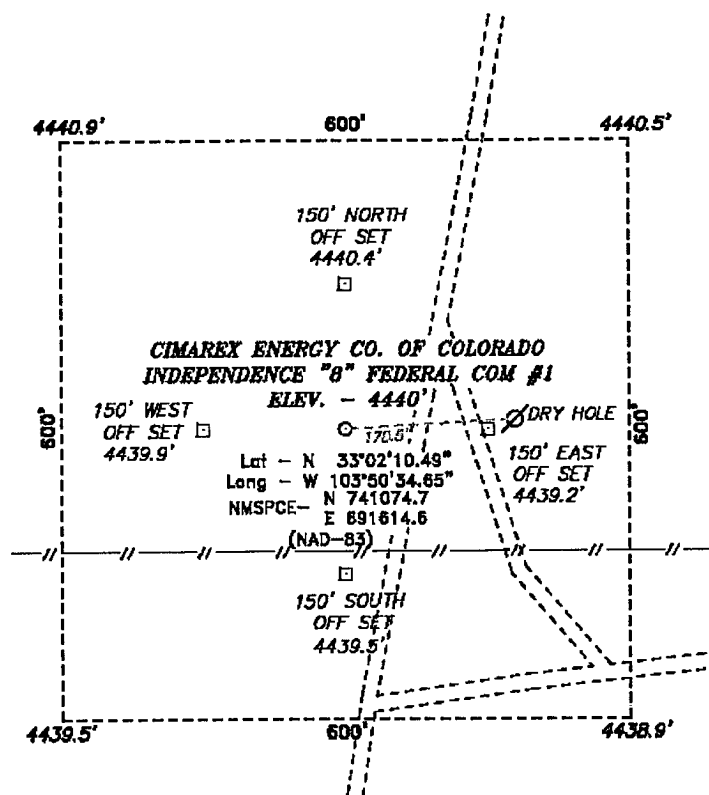 4440.9'
600'
4440.5'
150' NORTH
OFF SET
4440.4'
CIMAREX ENERGY CO. OF COLORADO
INDEPENDENCE "8" FEDERAL COM #1
ELEV. - 4440'
150' WEST
OFF SET
4439.9'
600'
170.5'
DRY HOLE
600'
150' EAST
OFF SET
4439.2'
Lat - N 33°02'10.49"
Long - W 103°50'34.65"
NMSPCE- N 741074.7
E 691614.6
(NAD-83)
150' SOUTH
OFF SET
4439.5'
4439.5'
600'
4438.9'